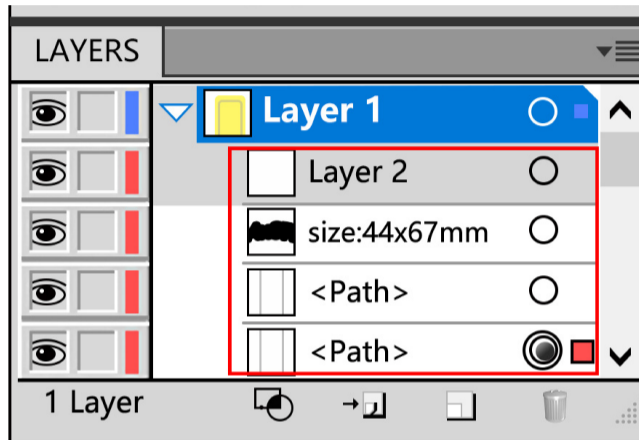 LAYERS
Layer 1
Layer 2
size:44x67mm
<Path>
<Path>
1 Layer